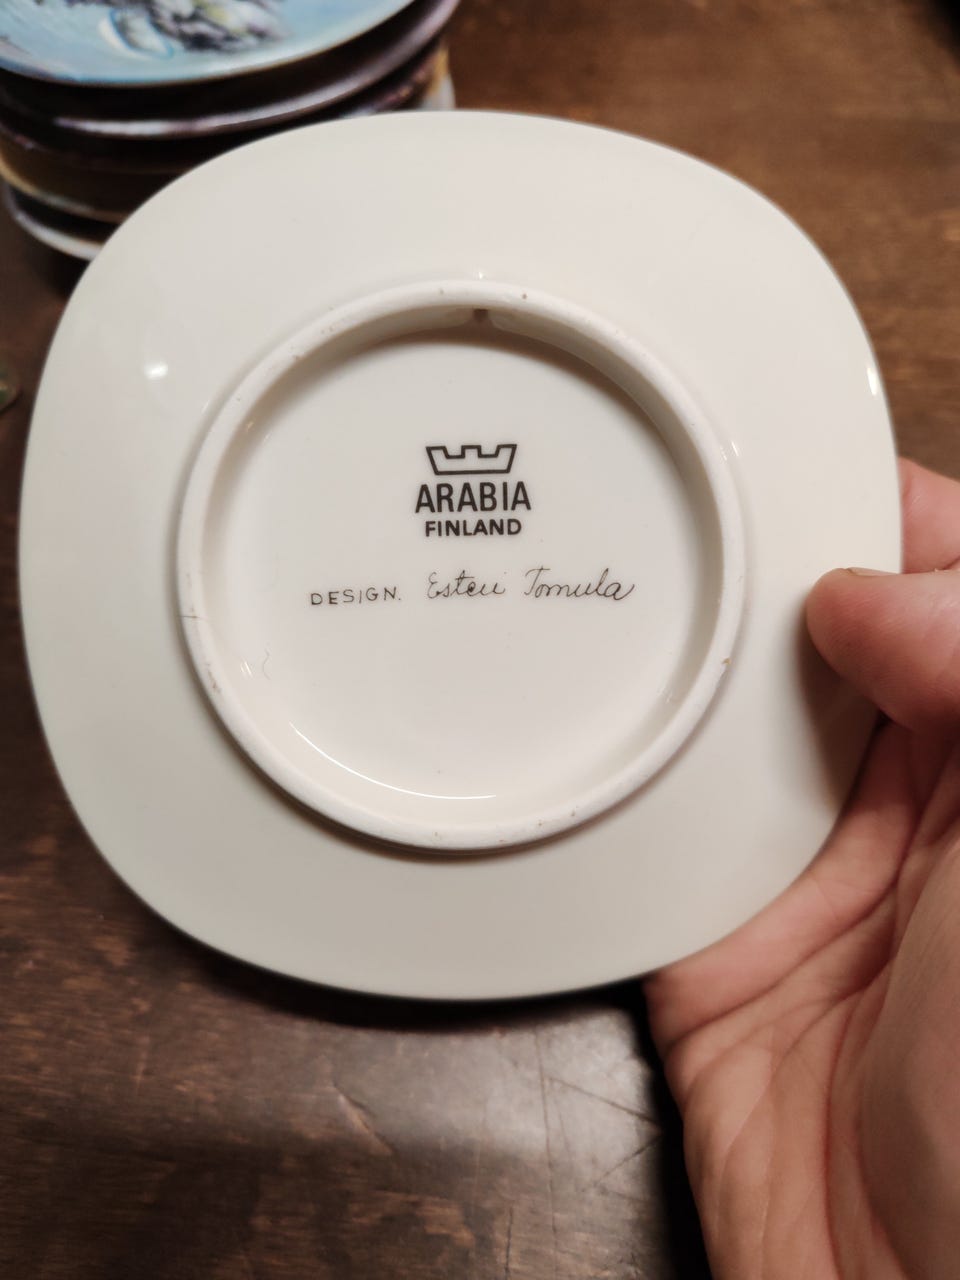 ARABIA
FINLAND
DESIGN. Esteri Tomula